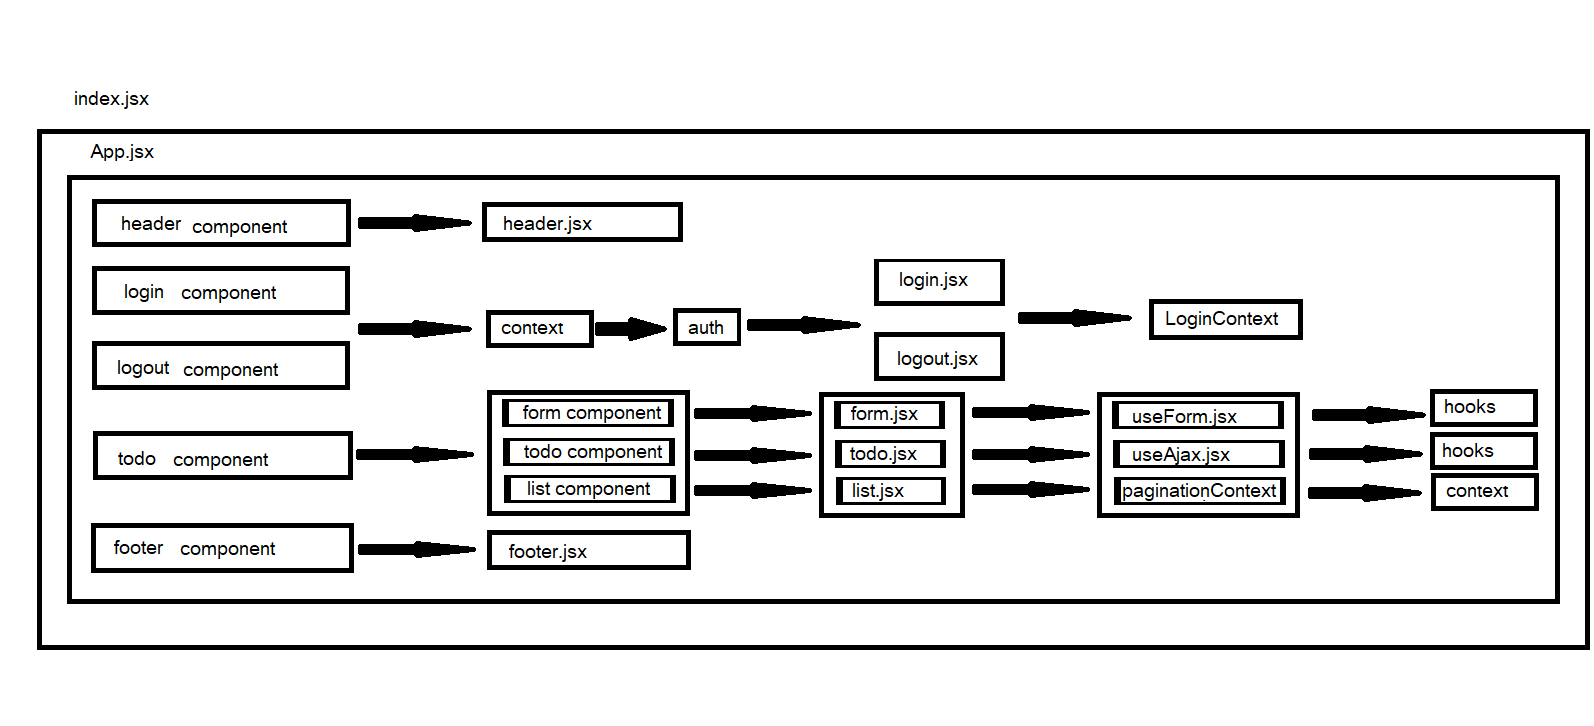 index.jsx
App.jsx
header component
header.jsx
login component
logout component
context
auth
login.jsx
logout.jsx
LoginContext
todo component
form component
todo component
list component
form.jsx
todo.jsx
list.jsx
useForm.jsx
useAjax.jsx
paginationContext
hooks
hooks
context
footer component
footer.jsx